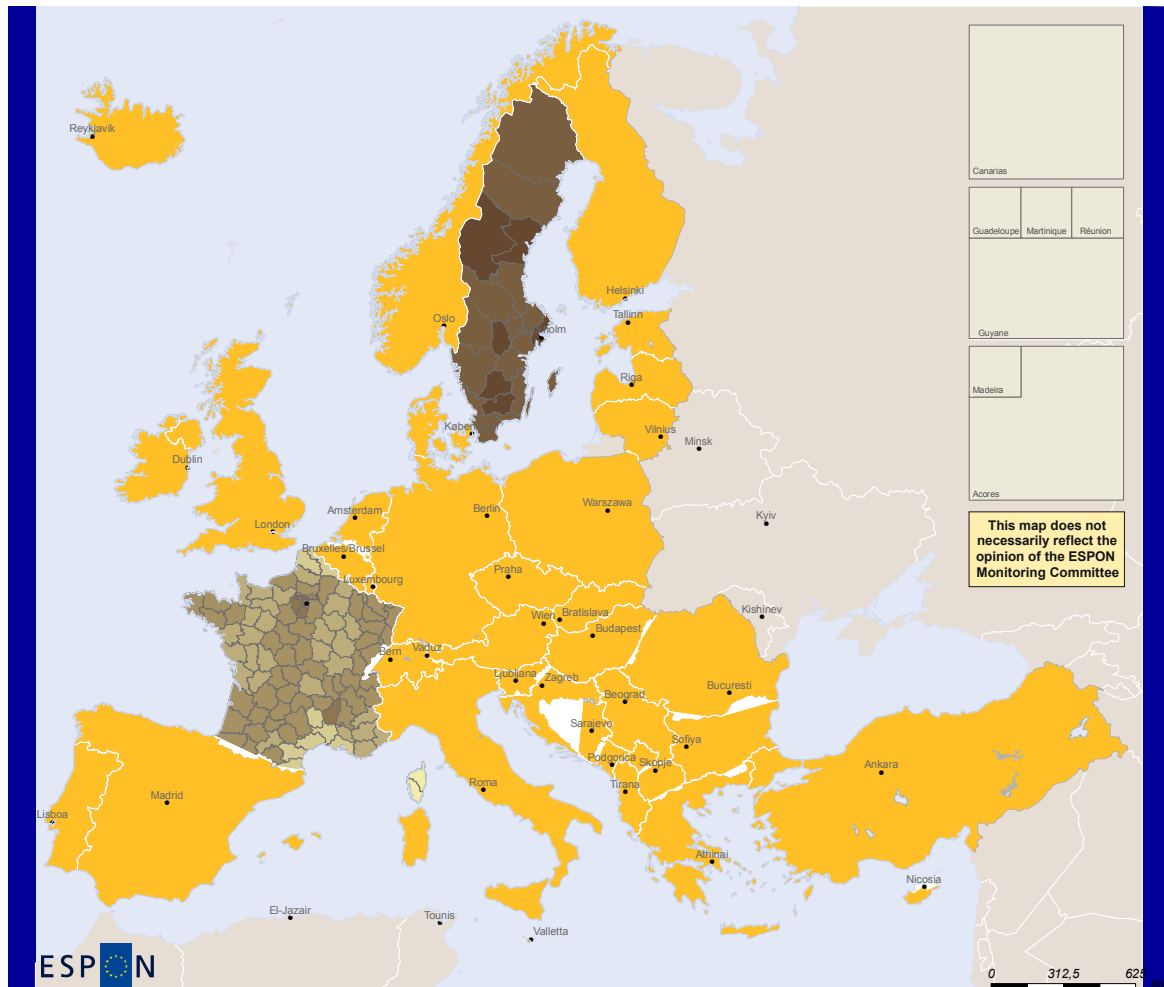 Canarias
Guadeloupe
Martinique
Réunion
Guyane
Madeira
Acores
This map does not
necessarily reflect the
opinion of the ESPON
Monitoring Committee
Reykjavik
Helsinki
Oslo
Tallinn
Riga
Vilnius
Minsk
Dublin
London
Amsterdam
Berlin
Warszawa
Kyiv
Bruxelles/Brussel
Luxembourg
Praha
Paris
Wien
Bratislava
Budapest
Kishinev
Bern
Vaduz
Ljubljana
Zagreb
Beograd
Bucuresti
Sarajevo
Sofiya
Podgorica
Skopje
Tirana
Ankara
Roma
Madrid
Lisboa
Athinai
Nicosia
El-Jazair
Tounis
Valletta
ESPON
0 312,5 625